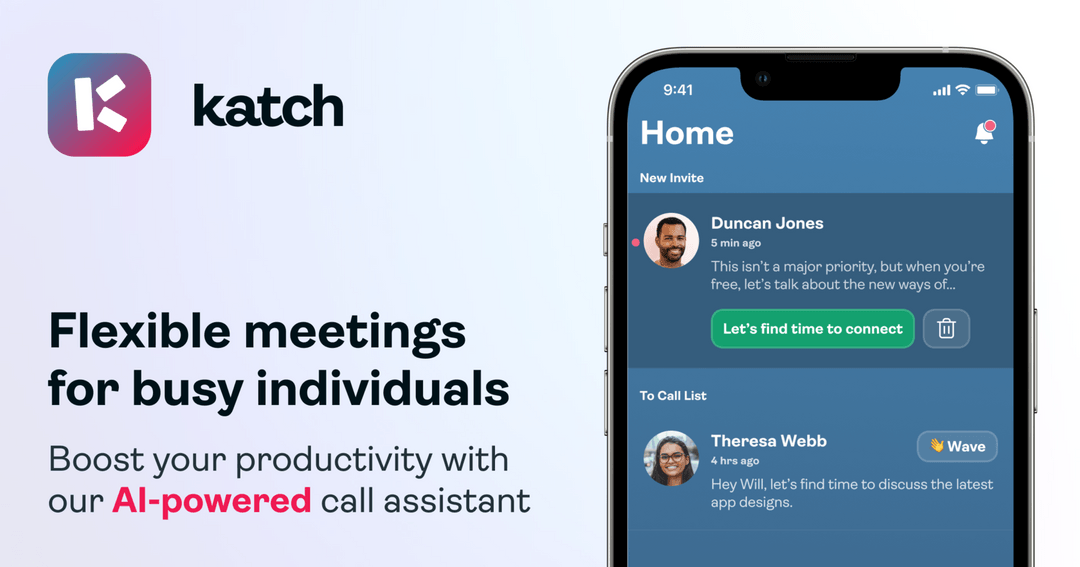 katch
Flexible meetings
for busy individuals
Boost your productivity with
our AI-powered call assistant
9:41
Home
New Invite
Duncan Jones
5 min ago
This isn't a major priority, but when you're
free, let's talk about the new ways of...
Let's find time to connect
To Call List
Theresa Webb
👋 Wave
4 hrs ago
Hey Will, let's find time to discuss the latest
app designs.